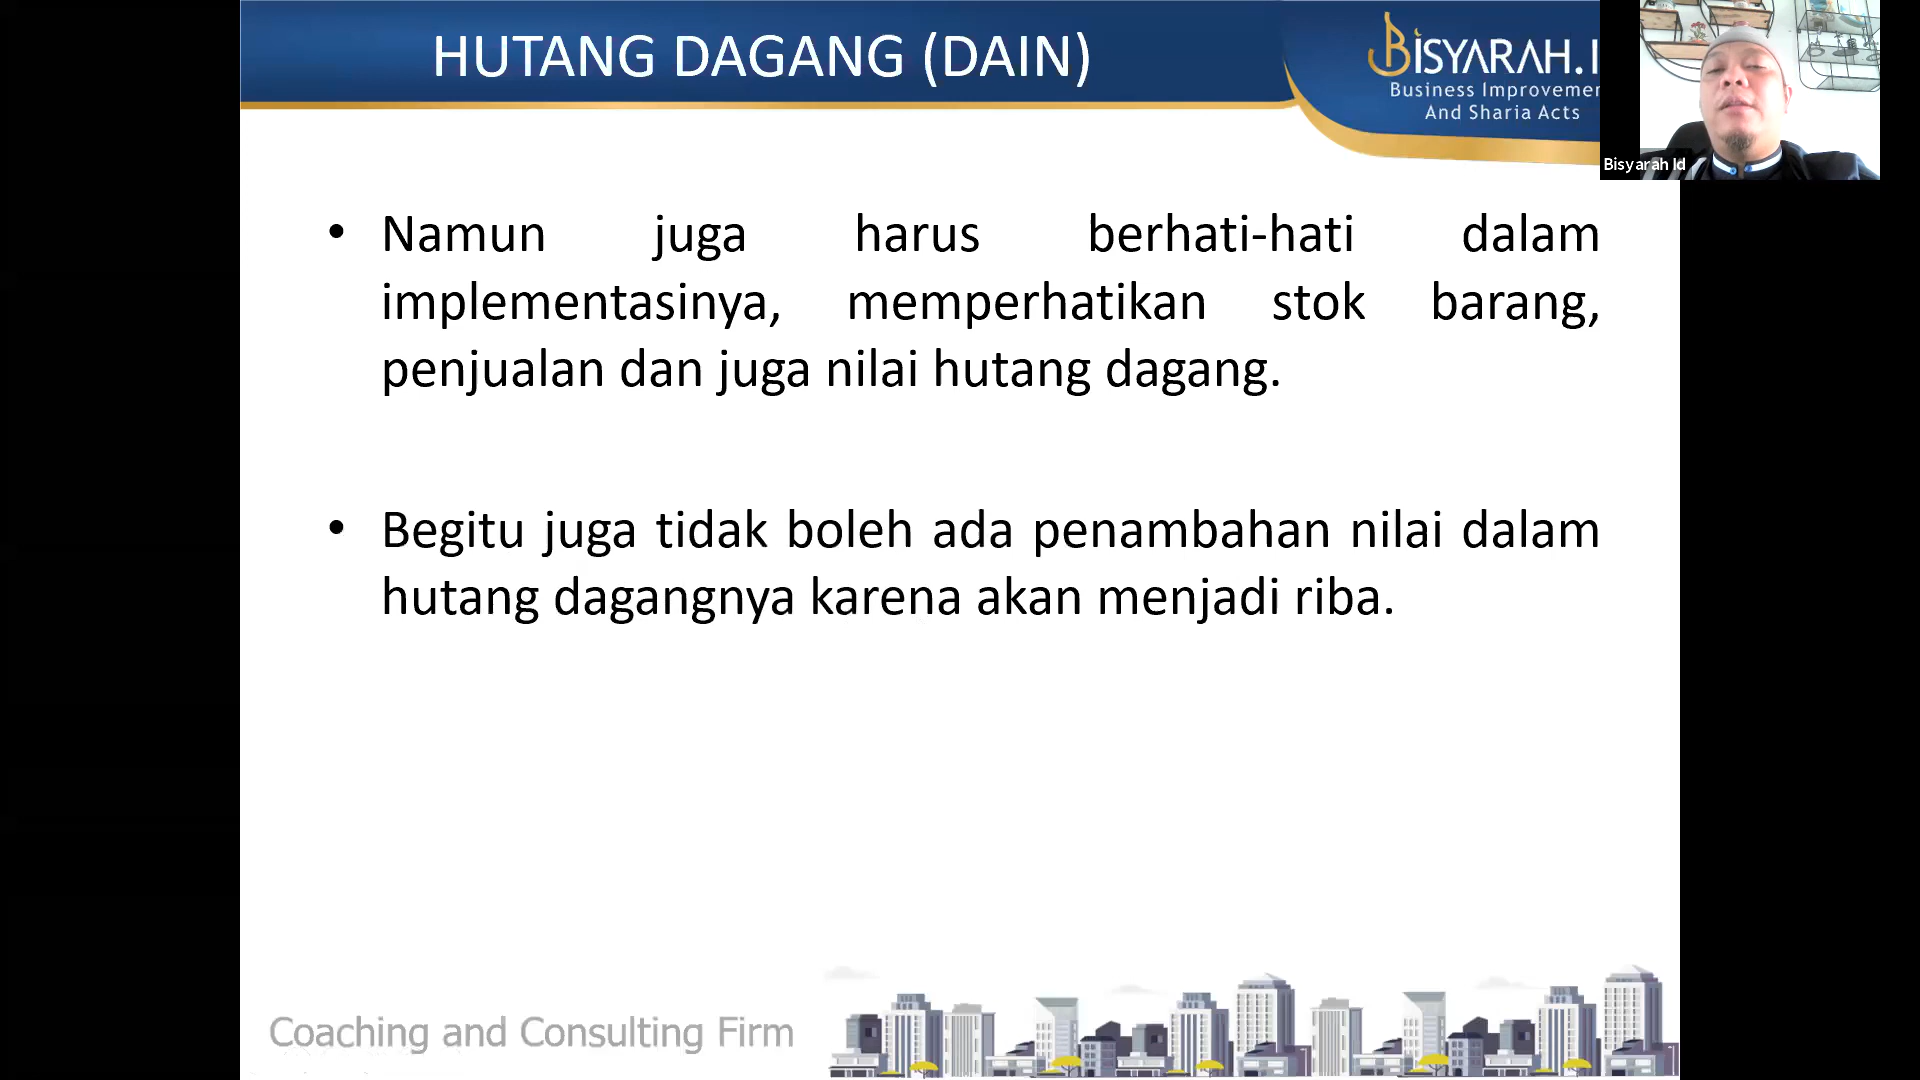 HUTANG DAGANG (DAIN)
BISYARAH.I
Business Improvemen
And Sharia Acts
Bisyarah Id
• Namun juga harus berhati-hati dalam
implementasinya, memperhatikan stok barang,
penjualan dan juga nilai hutang dagang.
• Begitu juga tidak boleh ada penambahan nilai dalam
hutang dagangnya karena akan menjadi riba.
Coaching and Consulting Firm